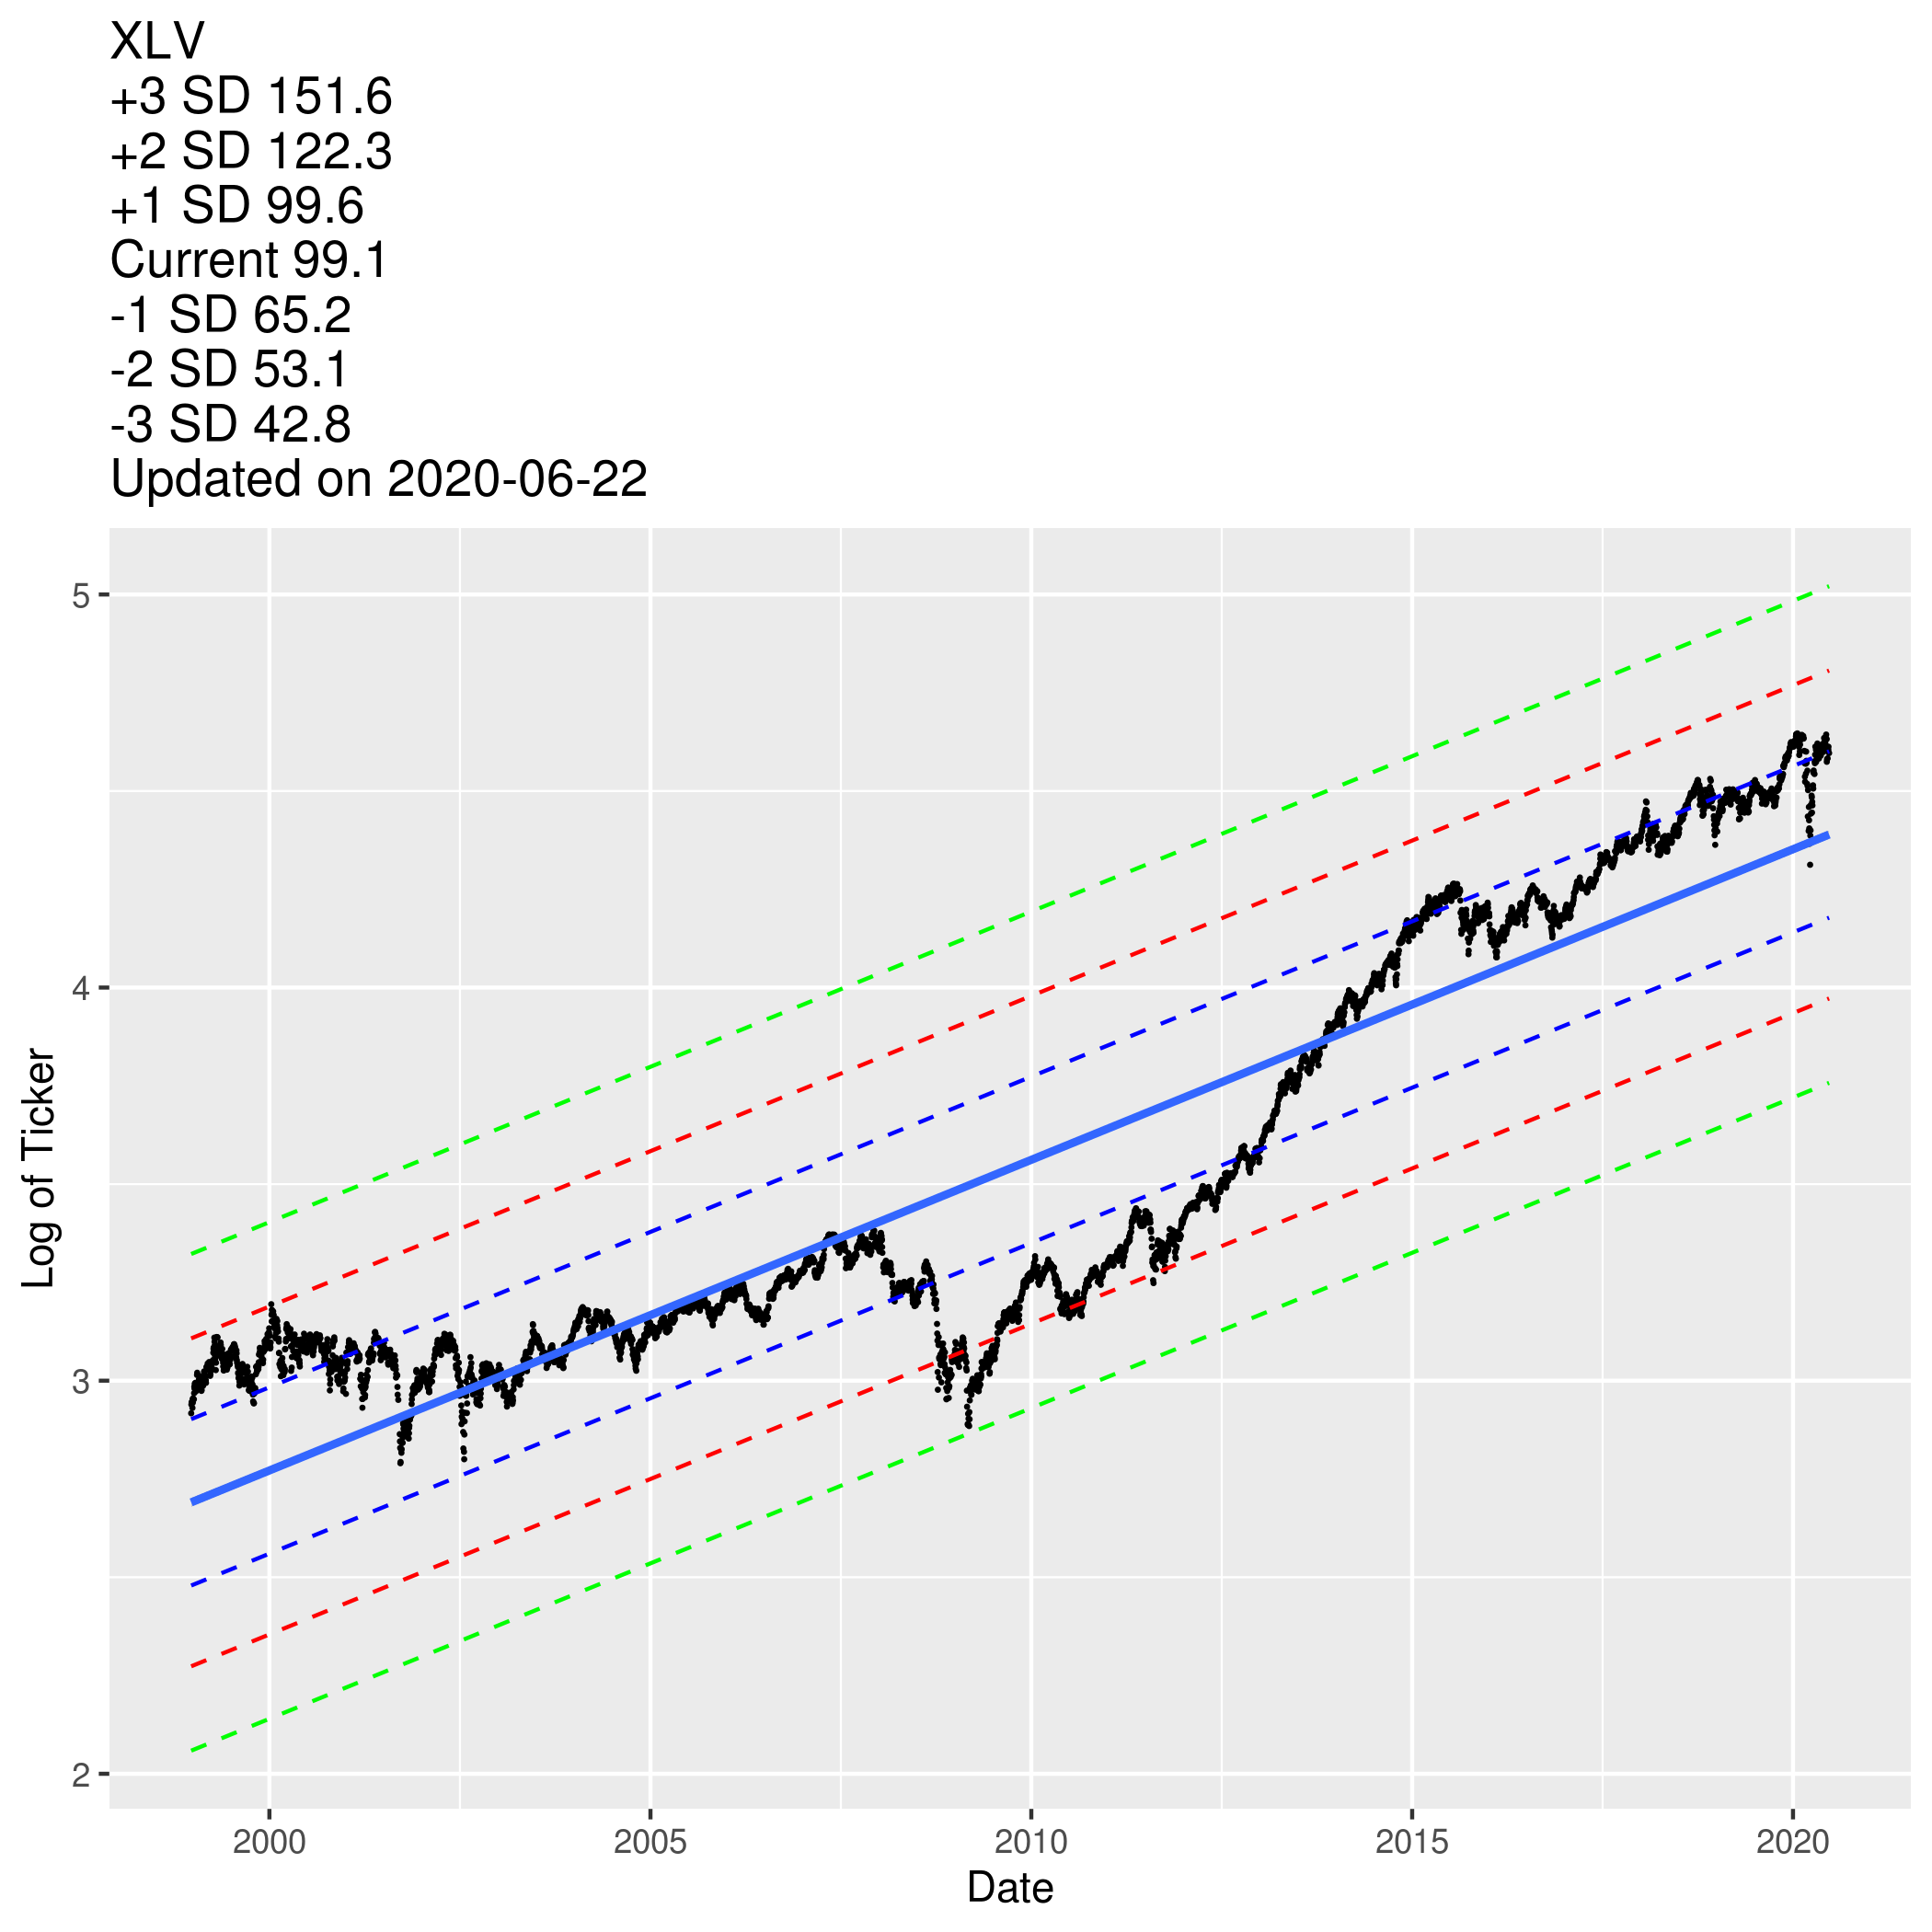 XLV
+3 SD 151.6
+2 SD 122.3
+1 SD 99.6
Current 99.1
-1 SD 65.2
-2 SD 53.1
-3 SD 42.8
Updated on 2020-06-22
5
4
3
2
Log of Ticker
2000 2005 2010 2015 2020
Date